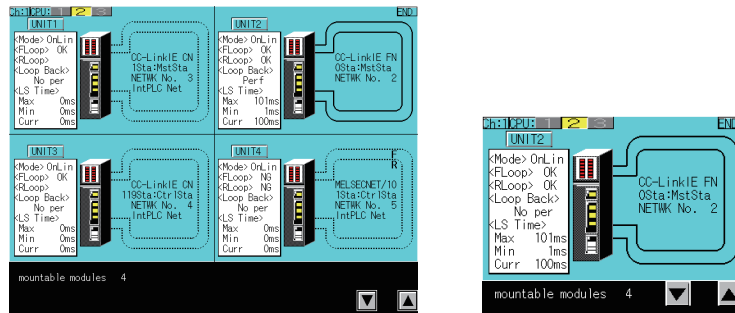 Ch:1 CPU: 1 2 3 END
UNIT1
<Mode> OnLin
<FLoop> OK
<RLoop>
<Loop Back>
No per
<LS Time>
Max 0ms
Min 0ms
Curr 0ms
CC-LinkIE CN
1Sta:MstSta
NETWK No. 3
IntPLC Net
UNIT2
<Mode> OnLin
<FLoop> OK
<RLoop> OK
<Loop Back>
Perf
<LS Time>
Max 101ms
Min 1ms
Curr 100ms
CC-LinkIE FN
0Sta:MstSta
NETWK No. 2
UNIT3
<Mode> OnLin
<FLoop> OK
<RLoop>
<Loop Back>
No per
<LS Time>
Max 0ms
Min 0ms
Curr 0ms
CC-LinkIE CN
119Sta:CtrlSta
NETWK No. 4
IntPLC Net
UNIT4
<Mode> OnLin
<FLoop> NG
<RLoop> NG
<Loop Back>
No per
<LS Time>
Max 0ms
Min 0ms
Curr 0ms
F
R
MELSECNET/10
1Sta:CtrlSta
NETWK No. 5
IntPLC Net
mountable modules 4
Ch:1 CPU: 1 2 3 END
UNIT2
<Mode> OnLin
<FLoop> OK
<RLoop> OK
<Loop Back>
No per
<LS Time>
Max 101ms
Min 1ms
Curr 100ms
CC-LinkIE FN
0Sta:MstSta
NETWK No. 2
mountable modules 4